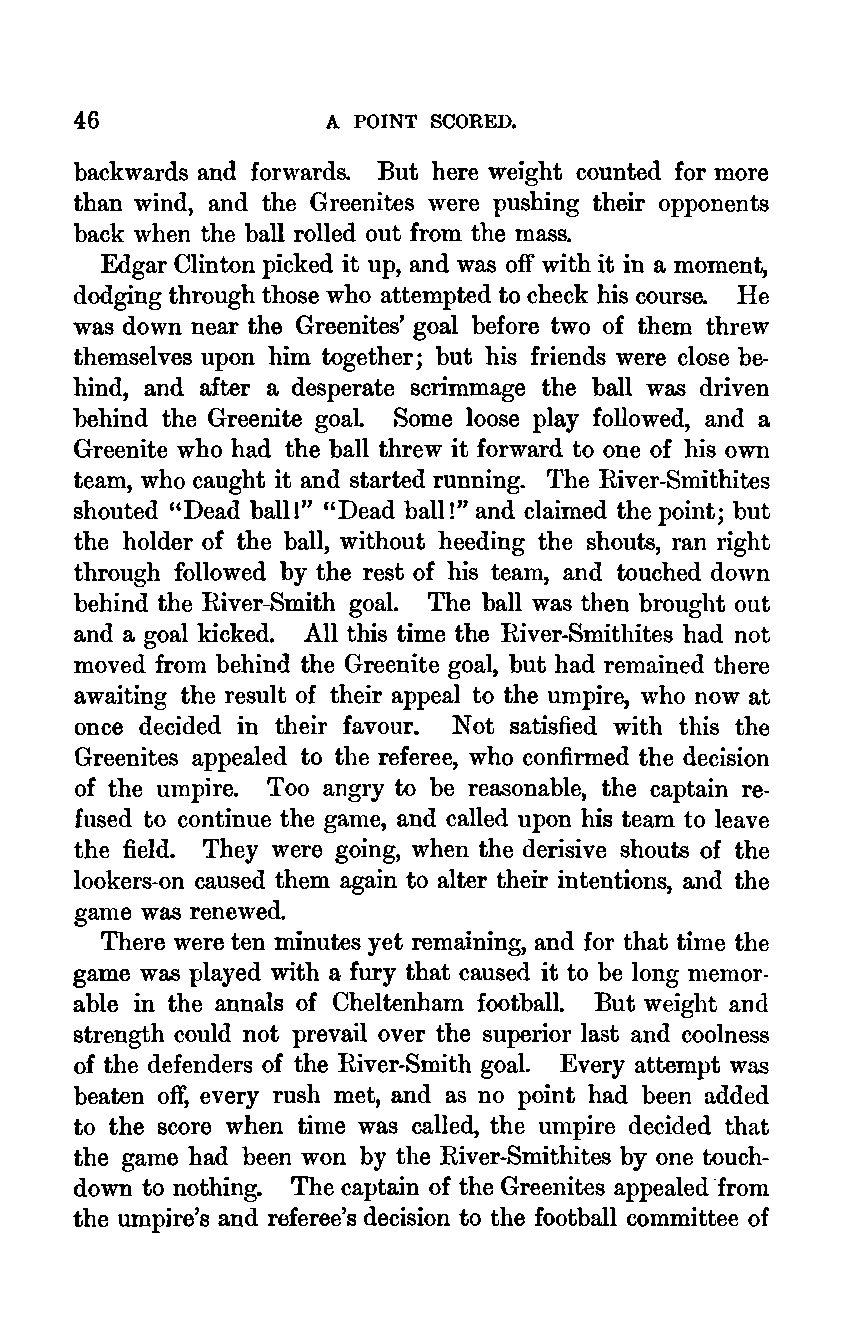 46 A POINT SCORED.
backwards and forwards. But here weight counted for more
than wind, and the Greenites were pushing their opponents
back when the ball rolled out from the mass.
Edgar Clinton picked it up, and was off with it in a moment,
dodging through those who attempted to check his course. He
was down near the Greenites' goal before two of them threw
themselves upon him together; but his friends were close be-
hind, and after a desperate scrimmage the ball was driven
behind the Greenite goal. Some loose play followed, and a
Greenite who had the ball threw it forward to one of his own
team, who caught it and started running. The River-Smithites
shouted "Dead ball!" "Dead ball!" and claimed the point; but
the holder of the ball, without heeding the shouts, ran right
through followed by the rest of his team, and touched down
behind the River-Smith goal. The ball was then brought out
and a goal kicked. All this time the River-Smithites had not
moved from behind the Greenite goal, but had remained there
awaiting the result of their appeal to the umpire, who now at
once decided in their favour. Not satisfied with this the
Greenites appealed to the referee, who confirmed the decision
of the umpire. Too angry to be reasonable, the captain re-
fused to continue the game, and called upon his team to leave
the field. They were going, when the derisive shouts of the
lookers-on caused them again to alter their intentions, and the
game was renewed.
There were ten minutes yet remaining, and for that time the
game was played with a fury that caused it to be long memor-
able in the annals of Cheltenham football. But weight and
strength could not prevail over the superior last and coolness
of the defenders of the River-Smith goal. Every attempt was
beaten off, every rush met, and as no point had been added
to the score when time was called, the umpire decided that
the game had been won by the River-Smithites by one touch-
down to nothing. The captain of the Greenites appealed from
the umpire's and referee's decision to the football committee of